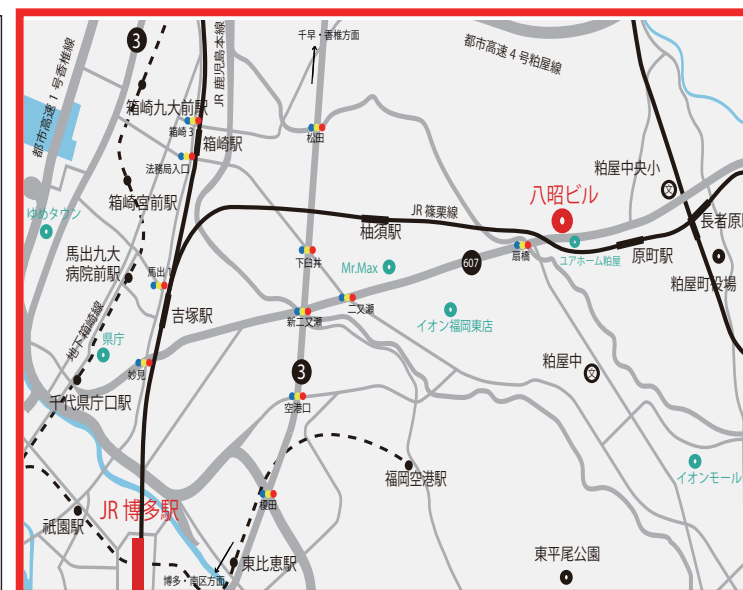 都市高速1号香椎線
3
JR 鹿児島本線
千早・香椎方面
都市高速4号粕屋線
箱崎九大前駅
箱崎3
箱崎駅
松田
法務局入口
箱崎宮前駅
粕屋中央小
文
八昭ビル
ゆめタウン
JR 篠栗線
柚須駅
長者原
馬出九大
病院前駅
馬出1
下臼井
Mr.Max
607
扇橋
ユアホーム粕屋
原町駅
粕屋町役場
地下箱崎線
吉塚駅
新二又瀬
二又瀬
イオン福岡東店
県庁
妙見
3
粕屋中
文
千代県庁口駅
空港口
福岡空港駅
イオンモール
榎田
JR 博多駅
祇園駅
東比恵駅
博多・南区方面
東平尾公園